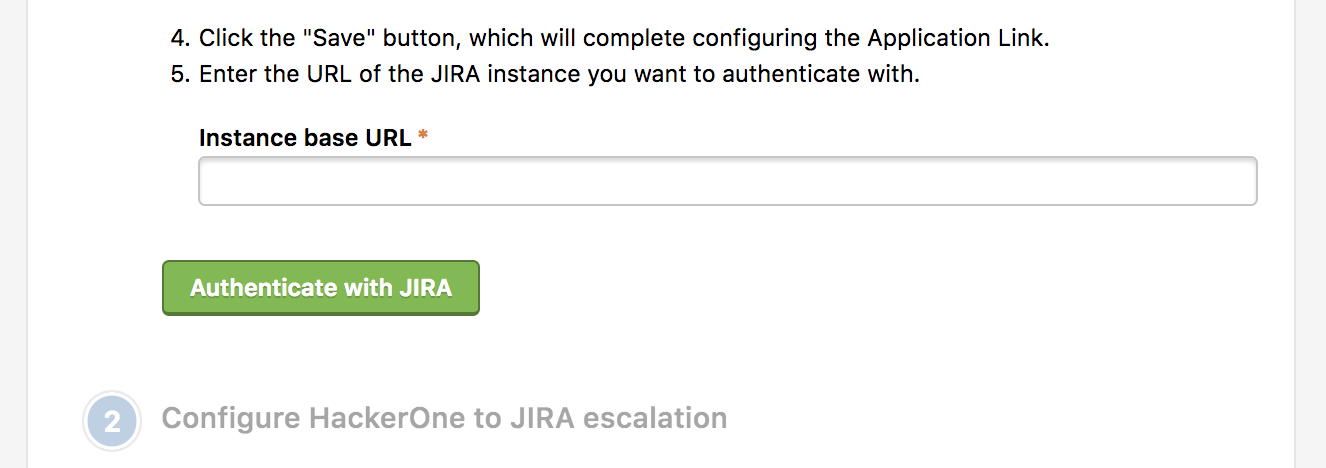 4. Click the "Save" button, which will complete configuring the Application Link.
5. Enter the URL of the JIRA instance you want to authenticate with.
Instance base URL *
Authenticate with JIRA
2 Configure HackerOne to JIRA escalation